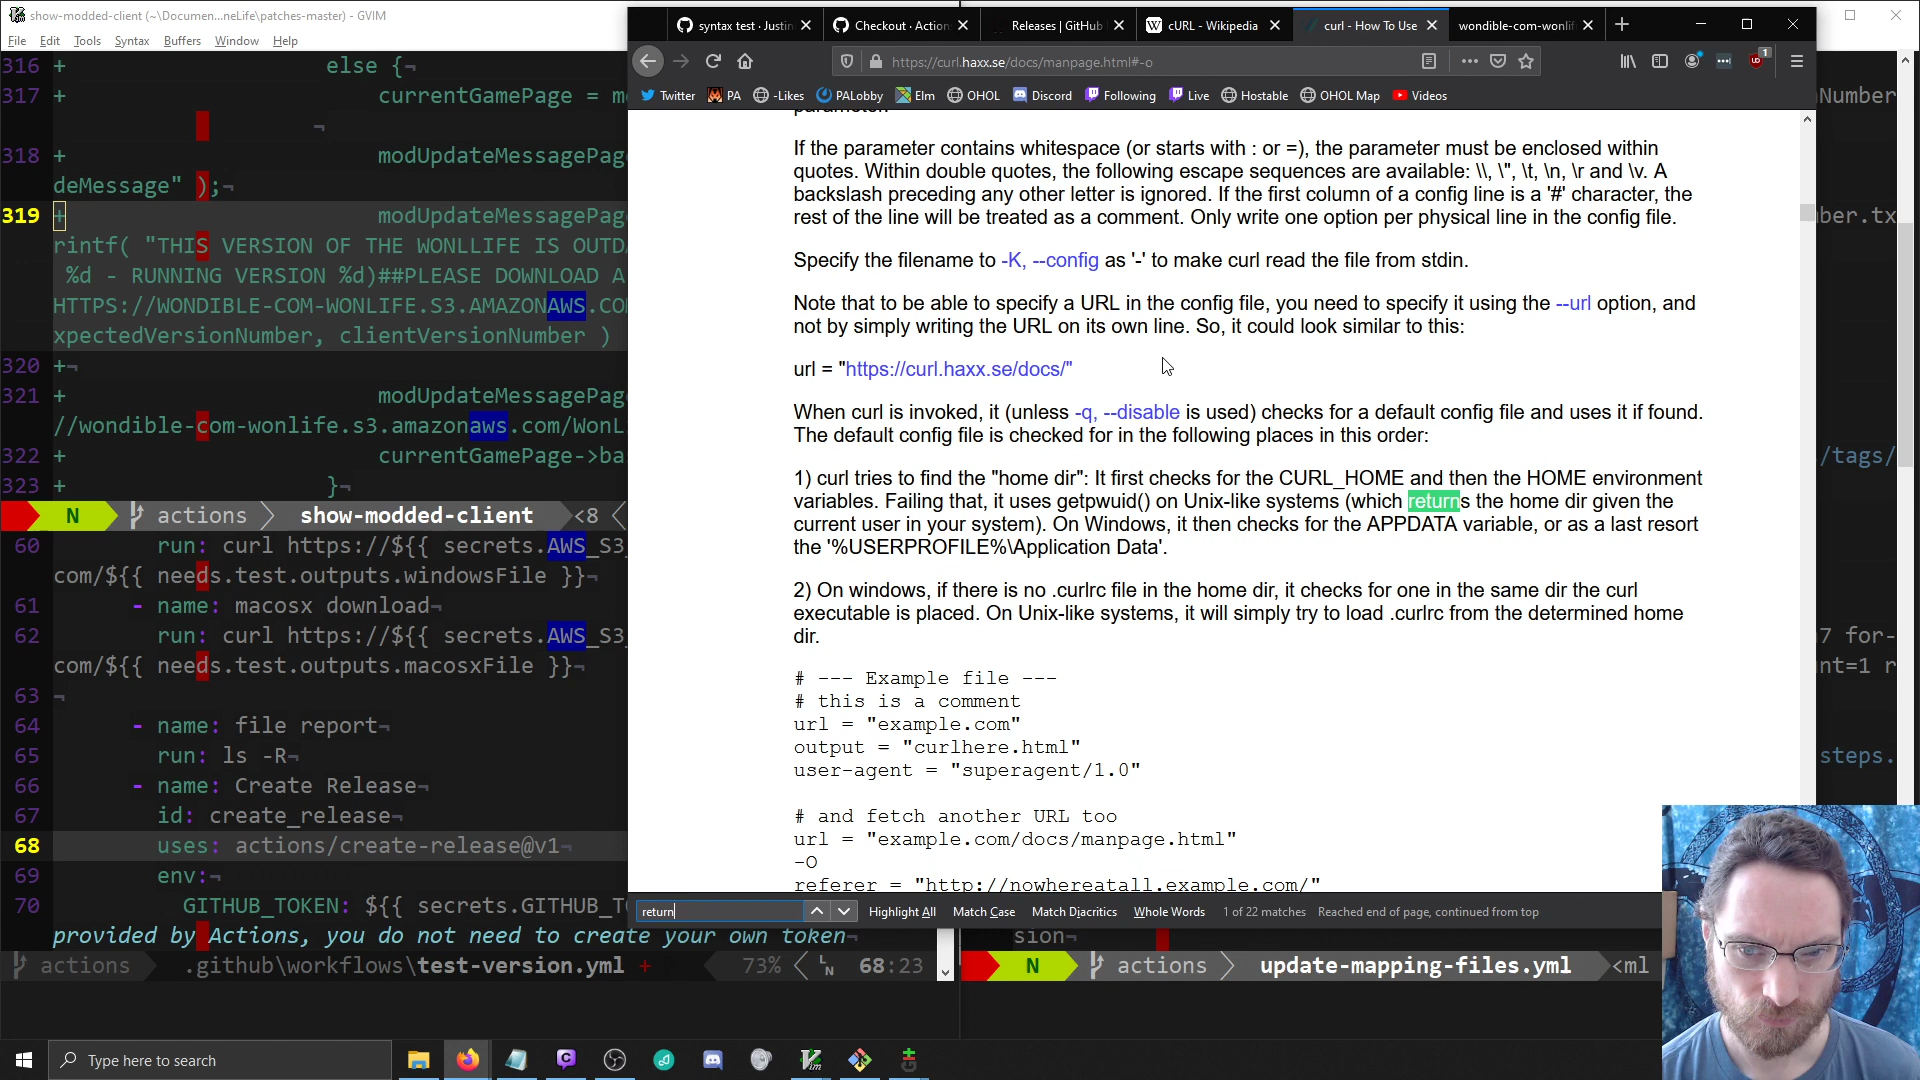 show-modded-client (~\Documen...neLife\patches-master) - GVIM
File Edit Tools Syntax Buffers Window Help
316 + else {¬
317 + currentGamePage = m
¬
318 + modUpdateMessagePag
deMessage" );¬
319 + modUpdateMessagePag
rintf( "THIS VERSION OF THE WONLLIFE IS OUTD
%d - RUNNING VERSION %d)##PLEASE DOWNLOAD A
HTTPS://WONDIBLE-COM-WONLIFE.S3.AMAZONAWS.CO
xpectedVersionNumber, clientVersionNumber )
320 +¬
321 + modUpdateMessagePag
//wondible-com-wonlife.s3.amazonaws.com/WonL
322 + currentGamePage->ba
323 + }¬
N actions show-modded-client <8
60 run: curl https://${{ secrets.AWS_S3_
com/${{ needs.test.outputs.windowsFile }}¬
61 - name: macosx download¬
62 run: curl https://${{ secrets.AWS_S3_
com/${{ needs.test.outputs.macosxFile }}¬
63 ¬
64 - name: file report¬
65 run: ls -R¬
66 - name: Create Release¬
67 id: create_release¬
68 uses: actions/create-release@v1¬
69 env:¬
70 GITHUB_TOKEN: ${{ secrets.GITHUB_TO
provided by Actions, you do not need to create your own token¬
actions .github\workflows\test-version.yml + 73% LN 68:23
syntax test · Justin
Checkout · Action
Releases | GitHub
cURL - Wikipedia
curl - How To Use
wondible-com-wonlif
https://curl.haxx.se/docs/manpage.html#-o
1
Twitter PA -Likes PALobby Elm OHOL Discord Following Live Hostable OHOL Map Videos
parameter.
If the parameter contains whitespace (or starts with : or =), the parameter must be enclosed within
quotes. Within double quotes, the following escape sequences are available: \\, \", \t, \n, \r and \v. A
backslash preceding any other letter is ignored. If the first column of a config line is a '#' character, the
rest of the line will be treated as a comment. Only write one option per physical line in the config file.
Specify the filename to -K, --config as '-' to make curl read the file from stdin.
Note that to be able to specify a URL in the config file, you need to specify it using the --url option, and
not by simply writing the URL on its own line. So, it could look similar to this:
url = "https://curl.haxx.se/docs/"
When curl is invoked, it (unless -q, --disable is used) checks for a default config file and uses it if found.
The default config file is checked for in the following places in this order:
1) curl tries to find the "home dir": It first checks for the CURL_HOME and then the HOME environment
variables. Failing that, it uses getpwuid() on Unix-like systems (which returns the home dir given the
current user in your system). On Windows, it then checks for the APPDATA variable, or as a last resort
the '%USERPROFILE%\Application Data'.
2) On windows, if there is no .curlrc file in the home dir, it checks for one in the same dir the curl
executable is placed. On Unix-like systems, it will simply try to load .curlrc from the determined home
dir.
# --- Example file ---
# this is a comment
url = "example.com"
output = "curlhere.html"
user-agent = "superagent/1.0"
# and fetch another URL too
url = "example.com/docs/manpage.html"
-O
referer = "http://nowhereatall.example.com/"
return Highlight All Match Case Match Diacritics Whole Words 1 of 22 matches Reached end of page, continued from top
nNumber
ber.tx
/tags/
7 for-
nt=1 r
steps.
sion¬
N actions update-mapping-files.yml <ml
Type here to search